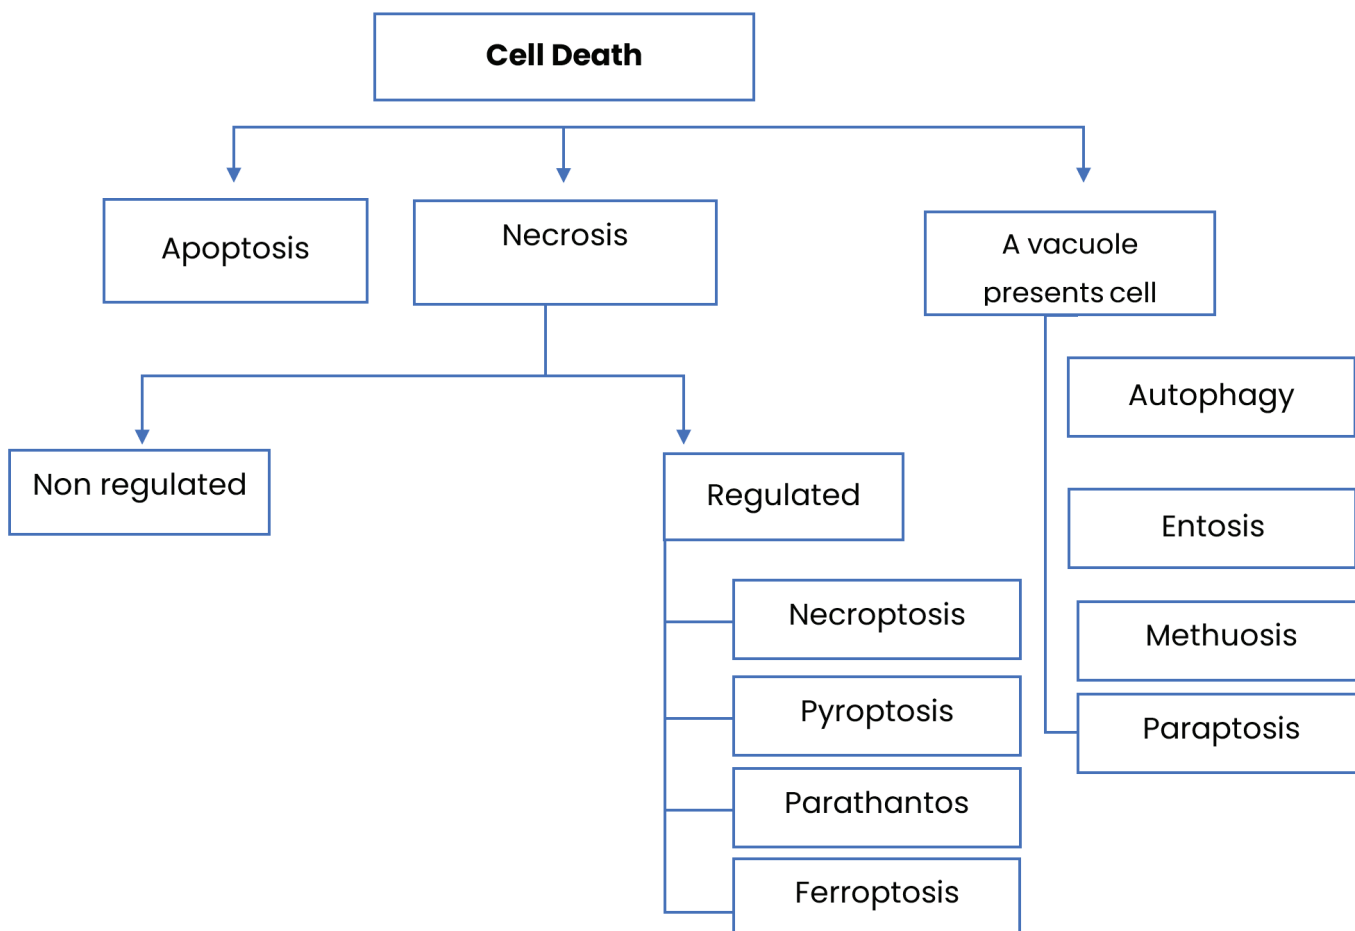 Cell Death
Apoptosis
Necrosis
A vacuole
presents cell
Non regulated
Regulated
Necroptosis
Pyroptosis
Parathantos
Ferroptosis
Autophagy
Entosis
Methuosis
Paraptosis